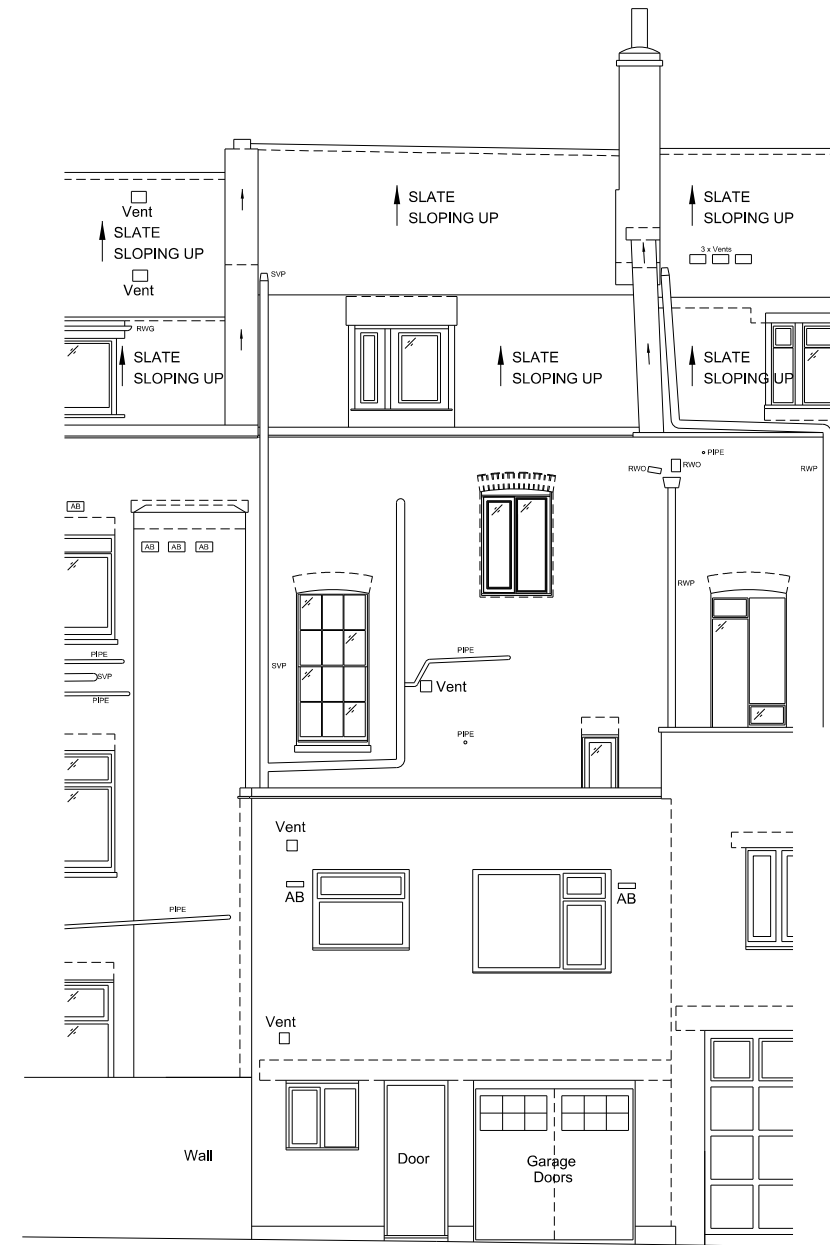 Vent
SLATE
SLOPING UP
Vent
SLATE
SLOPING UP
SLATE
SLOPING UP
3 x Vents
SVP
RWG
SLATE
SLOPING UP
SLATE
SLOPING UP
SLATE
SLOPING UP
PIPE
RWO
RWO
RWP
AB
AB
AB
AB
RWP
PIPE
SVP
PIPE
SVP
PIPE
Vent
PIPE
Vent
AB
AB
PIPE
Vent
Wall
Door
Garage
Doors